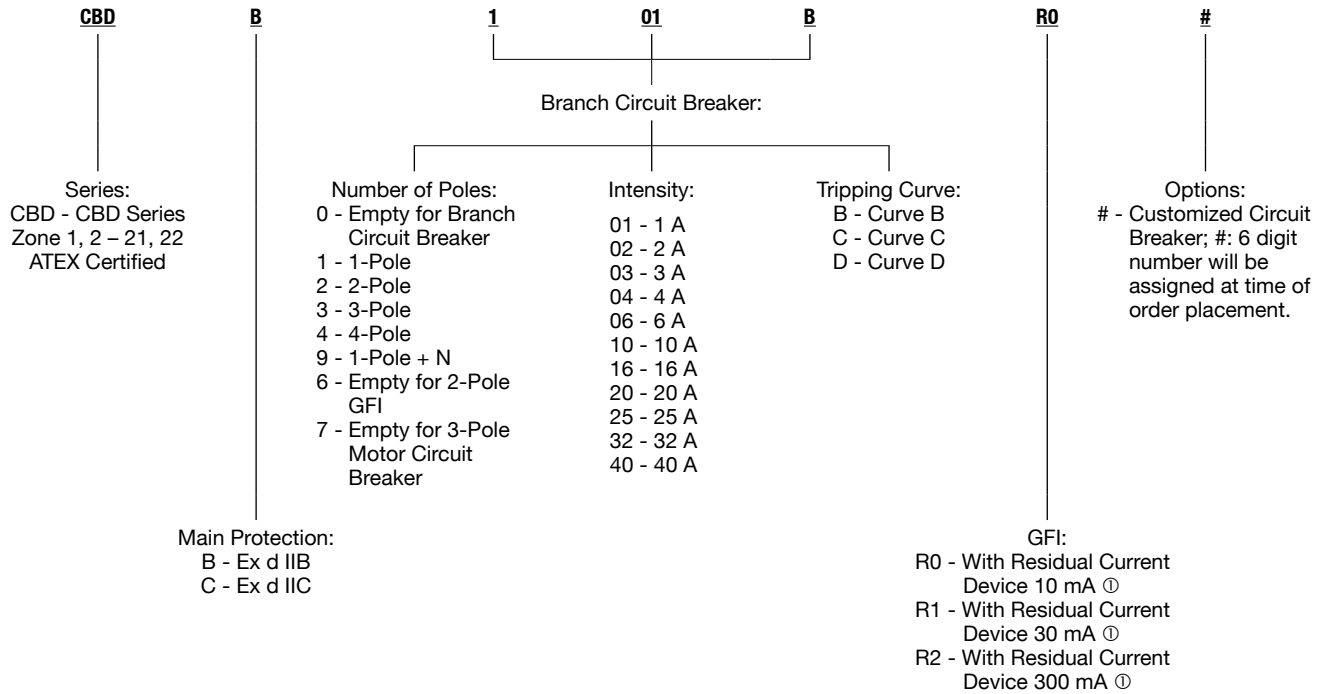 CBD B 1 01 B R0 #
Branch Circuit Breaker:
Series:
CBD - CBD Series
Zone 1, 2 – 21, 22
ATEX Certified
Number of Poles:
0 - Empty for Branch
Circuit Breaker
1 - 1-Pole
2 - 2-Pole
3 - 3-Pole
4 - 4-Pole
9 - 1-Pole + N
6 - Empty for 2-Pole
GFI
7 - Empty for 3-Pole
Motor Circuit
Breaker
Intensity:
01 - 1 A
02 - 2 A
03 - 3 A
04 - 4 A
06 - 6 A
10 - 10 A
16 - 16 A
20 - 20 A
25 - 25 A
32 - 32 A
40 - 40 A
Tripping Curve:
B - Curve B
C - Curve C
D - Curve D
Options:
# - Customized Circuit
Breaker; #: 6 digit
number will be
assigned at time of
order placement.
Main Protection:
B - Ex d IIB
C - Ex d IIC
GFI:
R0 - With Residual Current
Device 10 mA ①
R1 - With Residual Current
Device 30 mA ①
R2 - With Residual Current
Device 300 mA ①